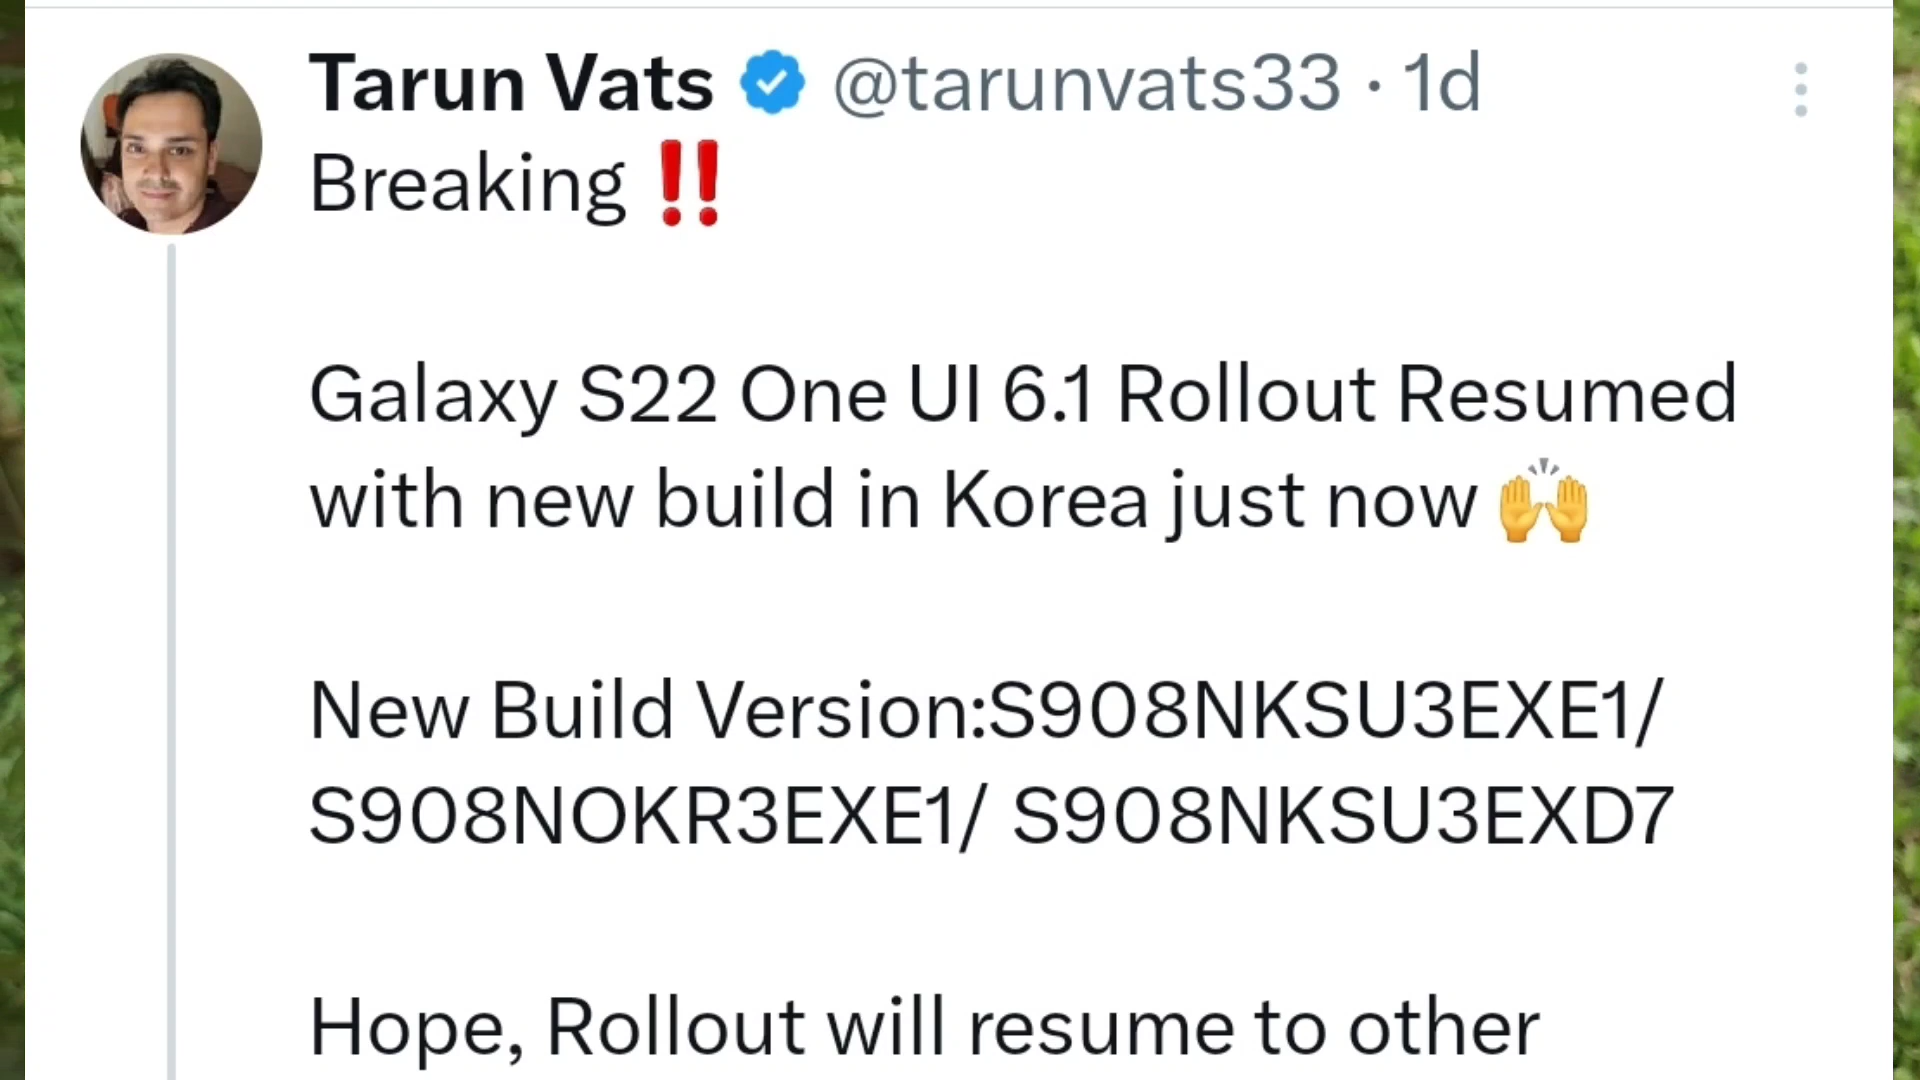 Tarun Vats @tarunvats33 · 1d
Breaking ‼️
Galaxy S22 One UI 6.1 Rollout Resumed
with new build in Korea just now 🙌
New Build Version:S908NKSU3EXE1/
S908NOKR3EXE1/ S908NKSU3EXD7
Hope, Rollout will resume to other